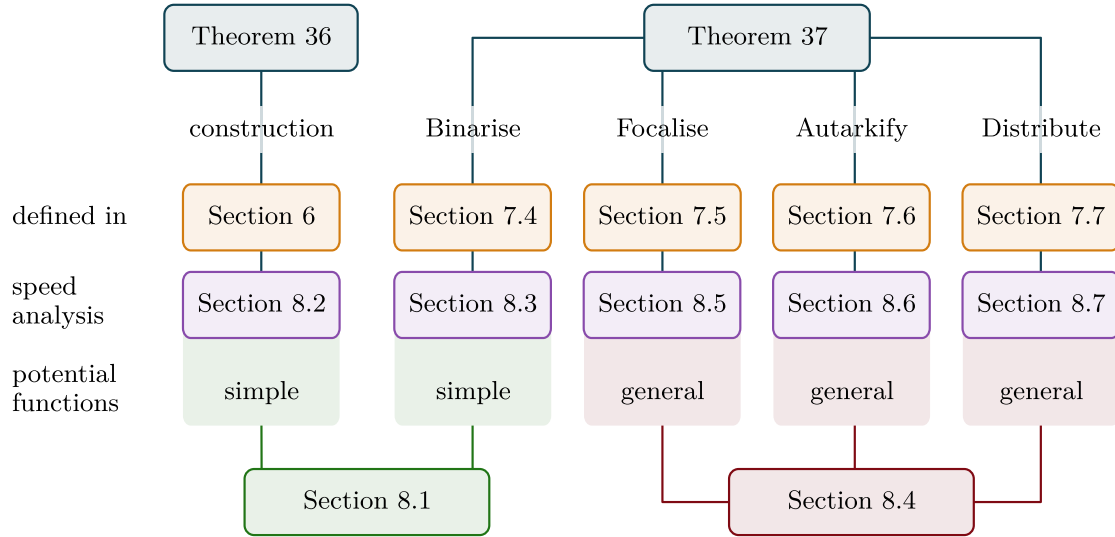 Theorem 36
Theorem 37
construction
Binarise
Focalise
Autarkify
Distribute
defined in
Section 6
Section 7.4
Section 7.5
Section 7.6
Section 7.7
speed
analysis
Section 8.2
Section 8.3
Section 8.5
Section 8.6
Section 8.7
potential
functions
simple
simple
general
general
general
Section 8.1
Section 8.4